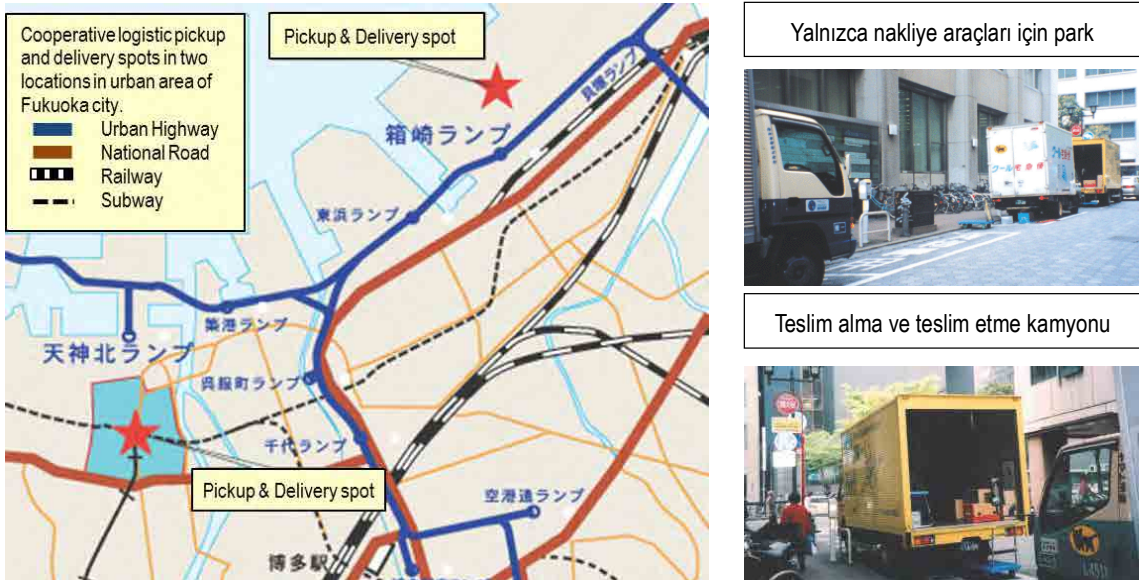 Cooperative logistic pickup
and delivery spots in two
locations in urban area of
Fukuoka city.
Urban Highway
National Road
Railway
Subway
Pickup & Delivery spot
貝塚ランプ
箱崎ランプ
東浜ランプ
築港ランプ
天神北ランプ
呉服町ランプ
千代ランプ
Pickup & Delivery spot
空港通ランプ
博多駅
Yalnızca nakliye araçları için park
Teslim alma ve teslim etme kamyonu